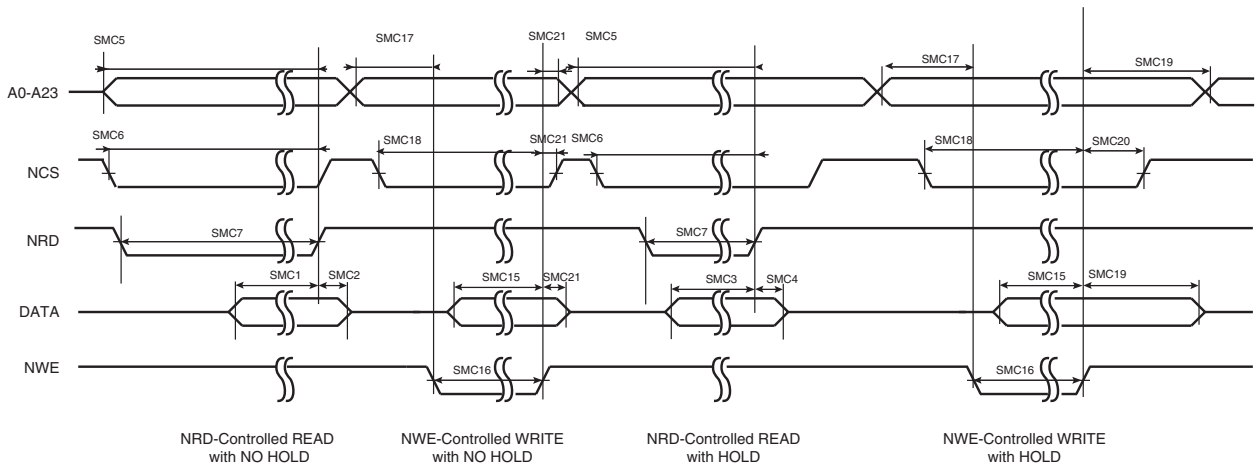 SMC5 SMC17 SMC21 SMC5 SMC17 SMC19
A0-A23
SMC6 SMC18 SMC21 SMC6 SMC18 SMC20
NCS
SMC7 SMC7
NRD
SMC1 SMC2 SMC15 SMC21 SMC3 SMC4 SMC15 SMC19
DATA
NWE
SMC16 SMC16
NRD-Controlled READ
with NO HOLD
NWE-Controlled WRITE
with NO HOLD
NRD-Controlled READ
with HOLD
NWE-Controlled WRITE
with HOLD